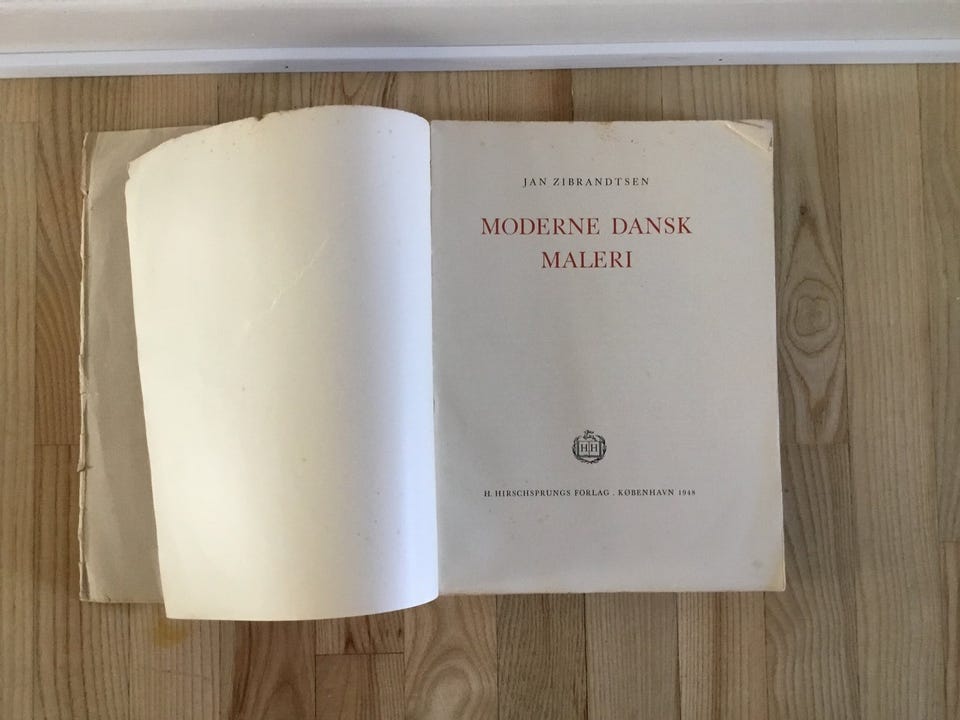 JAN ZIBRANDTSEN
MODERNE DANSK
MALERI
H H
H. HIRSCHSPRUNGS FORLAG . KØBENHAVN 1948